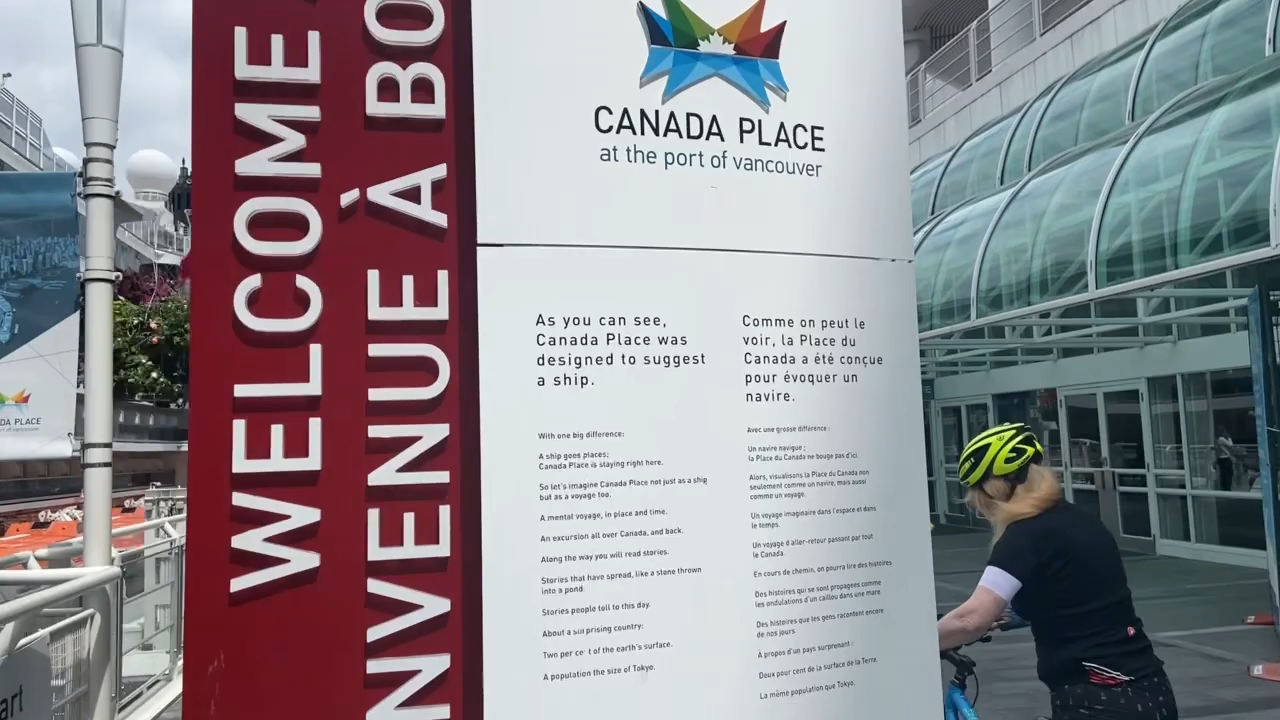 WELCOME
NVENUE À BO
CANADA PLACE
at the port of vancouver
As you can see,
Canada Place was
designed to suggest
a ship.
With one big difference:
A ship goes places;
Canada Place is staying right here.
So let's imagine Canada Place not just as a ship
but as a voyage too.
A mental voyage, in place and time.
An excursion all over Canada, and back.
Along the way you will read stories.
Stories that have spread, like a stone thrown
into a pond
Stories people tell to this day.
About a su prising country:
Two per ce t of the earth's surface.
A population the size of Tokyo.
Comme on peut le
voir, la Place du
Canada a été conçue
pour évoquer un
navire.
Avec une grosse différence :
Un navire navigue ;
la Place du Canada ne bouge pas d'ici.
Alors, visualisons la Place du Canada non
seulement comme un navire, mais aussi
comme un voyage.
Un voyage imaginaire dans l'espace et dans
le temps.
Un voyage d'aller-retour passant par tout
le Canada.
En cours de chemin, on pourra lire des histoires
Des histoires qui se sont propagées comme
les ondulations d'un caillou dans une mare
Des histoires que les gens racontent encore
de nos jours.
À propos d'un pays surprenant :
Doux pour cent de la surface de la Terre.
La même population que Tokyo.
DA PLACE
port of vancouver
art